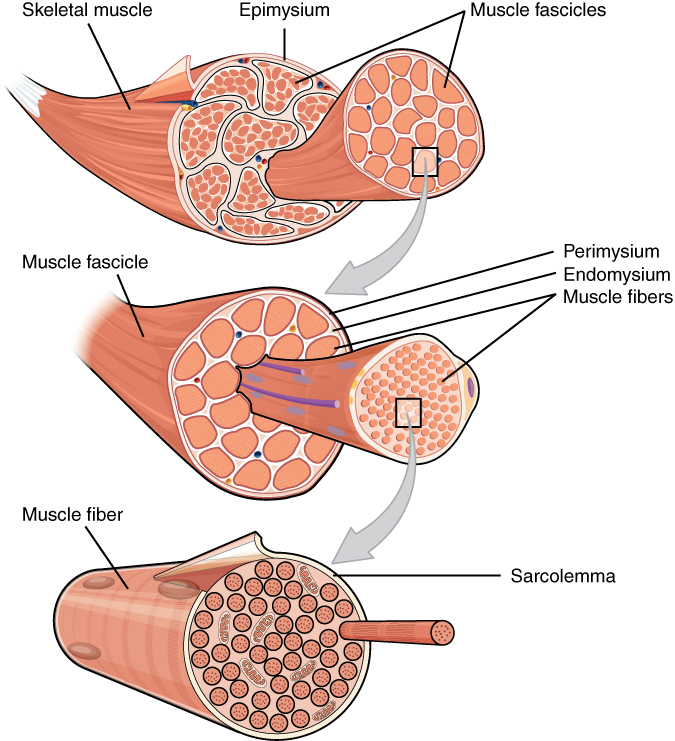 Skeletal muscle
Epimysium
Muscle fascicles
Muscle fascicle
Perimysium
Endomysium
Muscle fibers
Muscle fiber
Sarcolemma